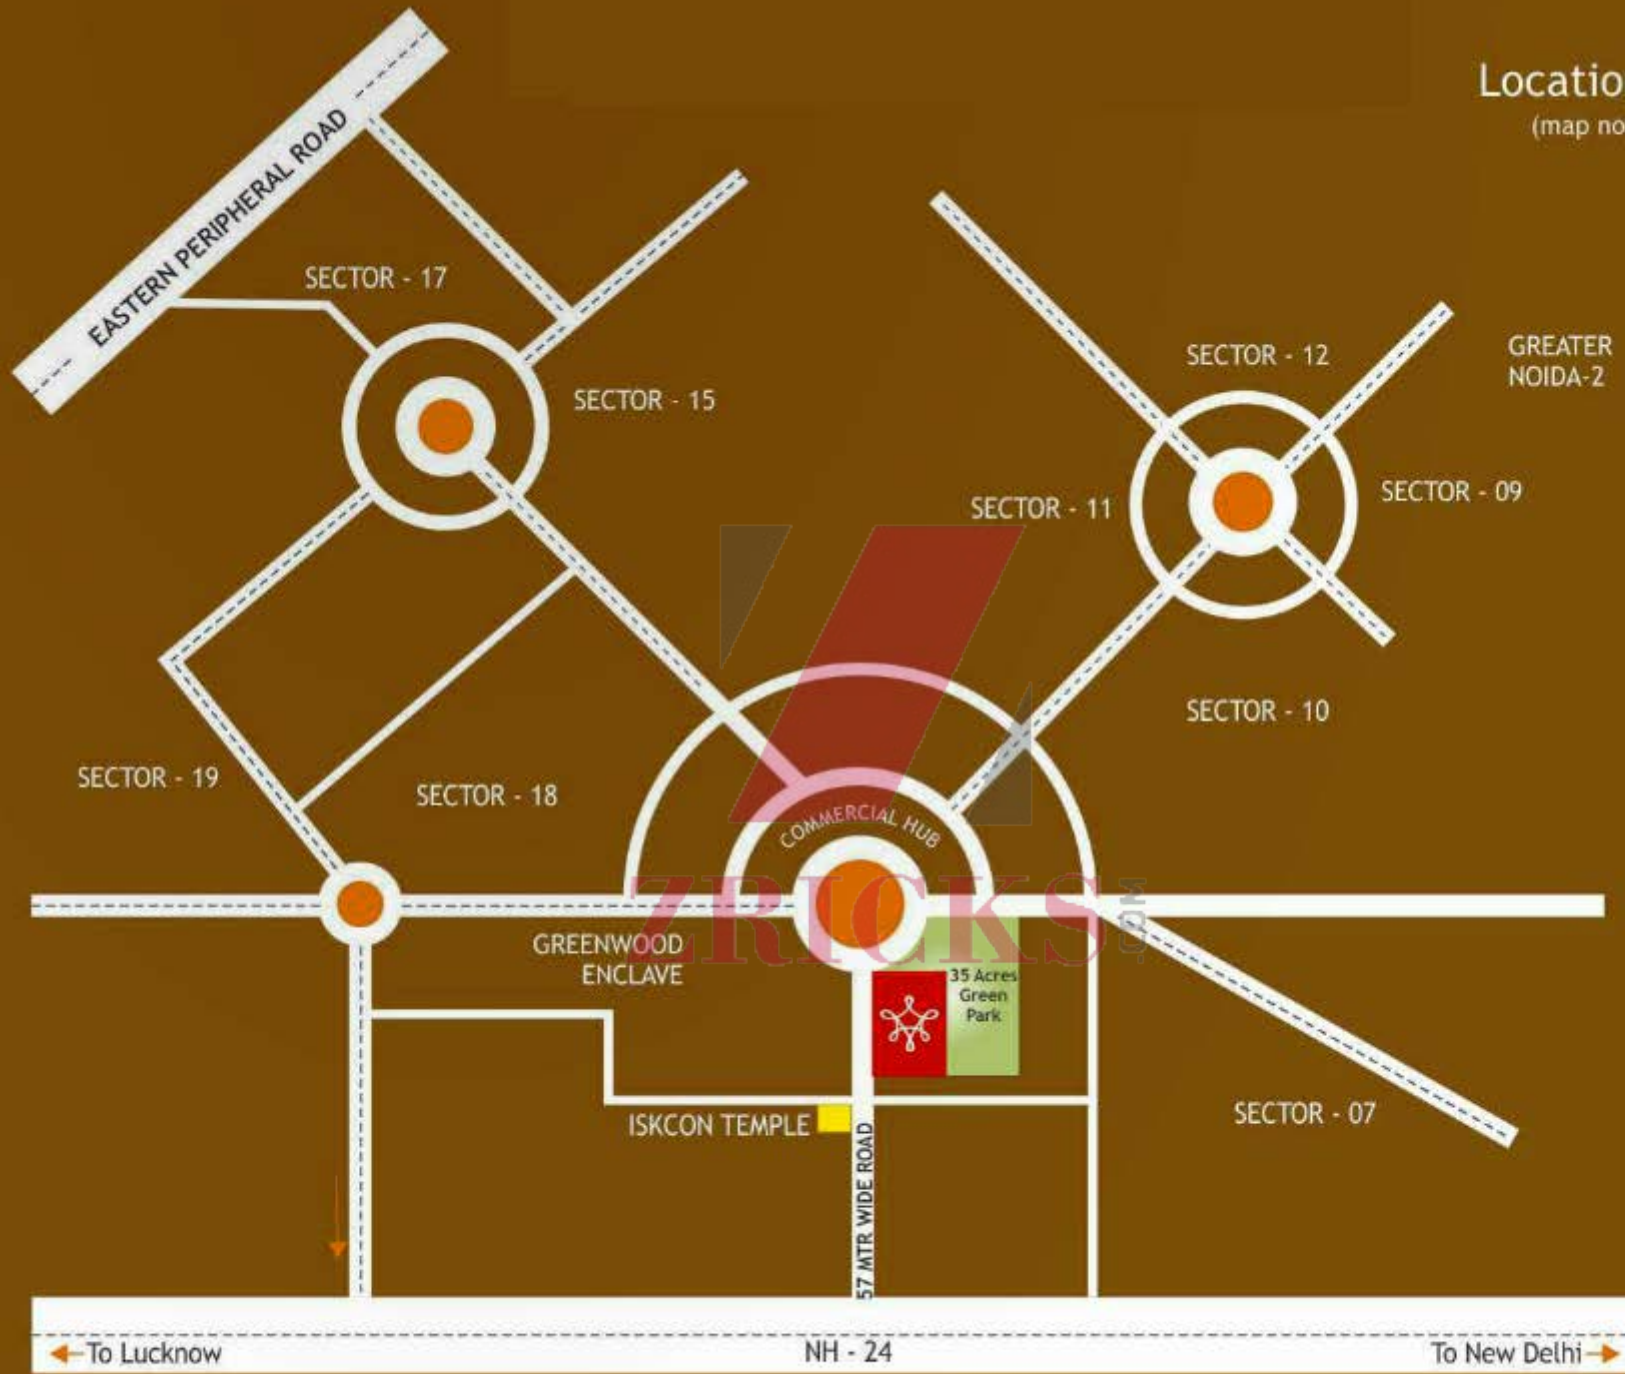 Locatio
(map no
EASTERN PERIPHERAL ROAD
SECTOR - 17
SECTOR - 15
SECTOR - 12
GREATER
NOIDA-2
SECTOR - 11
SECTOR - 09
SECTOR - 10
SECTOR - 19
SECTOR - 18
COMMERCIAL HUB
ZRICKS
.COM
GREENWOOD
ENCLAVE
35 Acres
Green
Park
ISKCON TEMPLE
57 MTR WIDE ROAD
SECTOR - 07
To Lucknow
NH - 24
To New Delhi